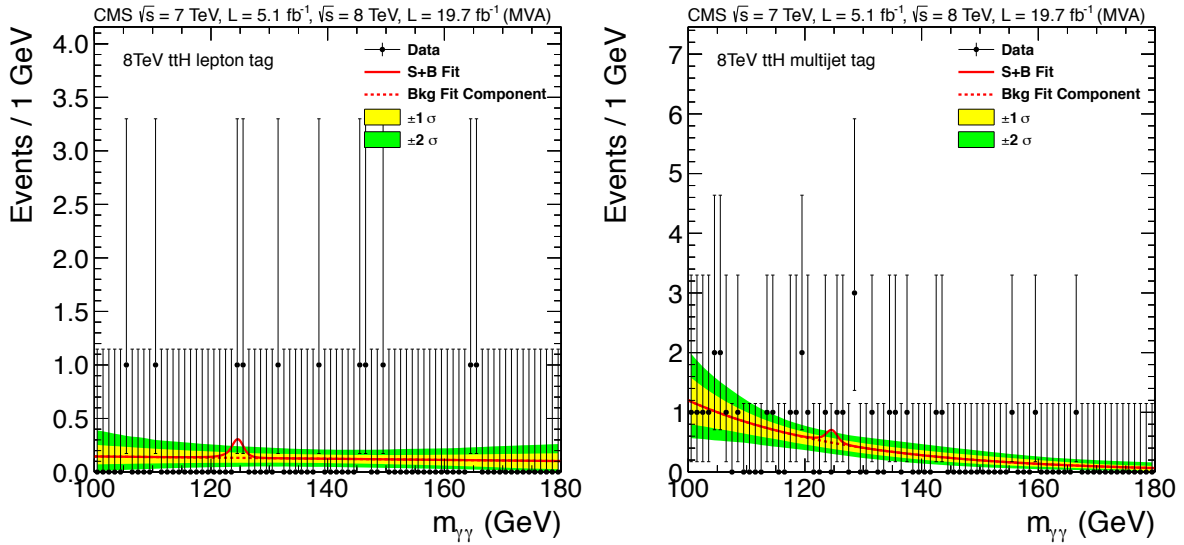 CMS √s = 7 TeV, L = 5.1 fb⁻¹, √s = 8 TeV, L = 19.7 fb⁻¹ (MVA)
8TeV ttH lepton tag
Data
S+B Fit
Bkg Fit Component
±1 σ
±2 σ
Events / 1 GeV
4.0
3.5
3.0
2.5
2.0
1.5
1.0
0.5
0.0
100 120 140 160 180
mγγ (GeV)
CMS √s = 7 TeV, L = 5.1 fb⁻¹, √s = 8 TeV, L = 19.7 fb⁻¹ (MVA)
8TeV ttH multijet tag
Data
S+B Fit
Bkg Fit Component
±1 σ
±2 σ
Events / 1 GeV
7
6
5
4
3
2
1
0
100 120 140 160 180
mγγ (GeV)